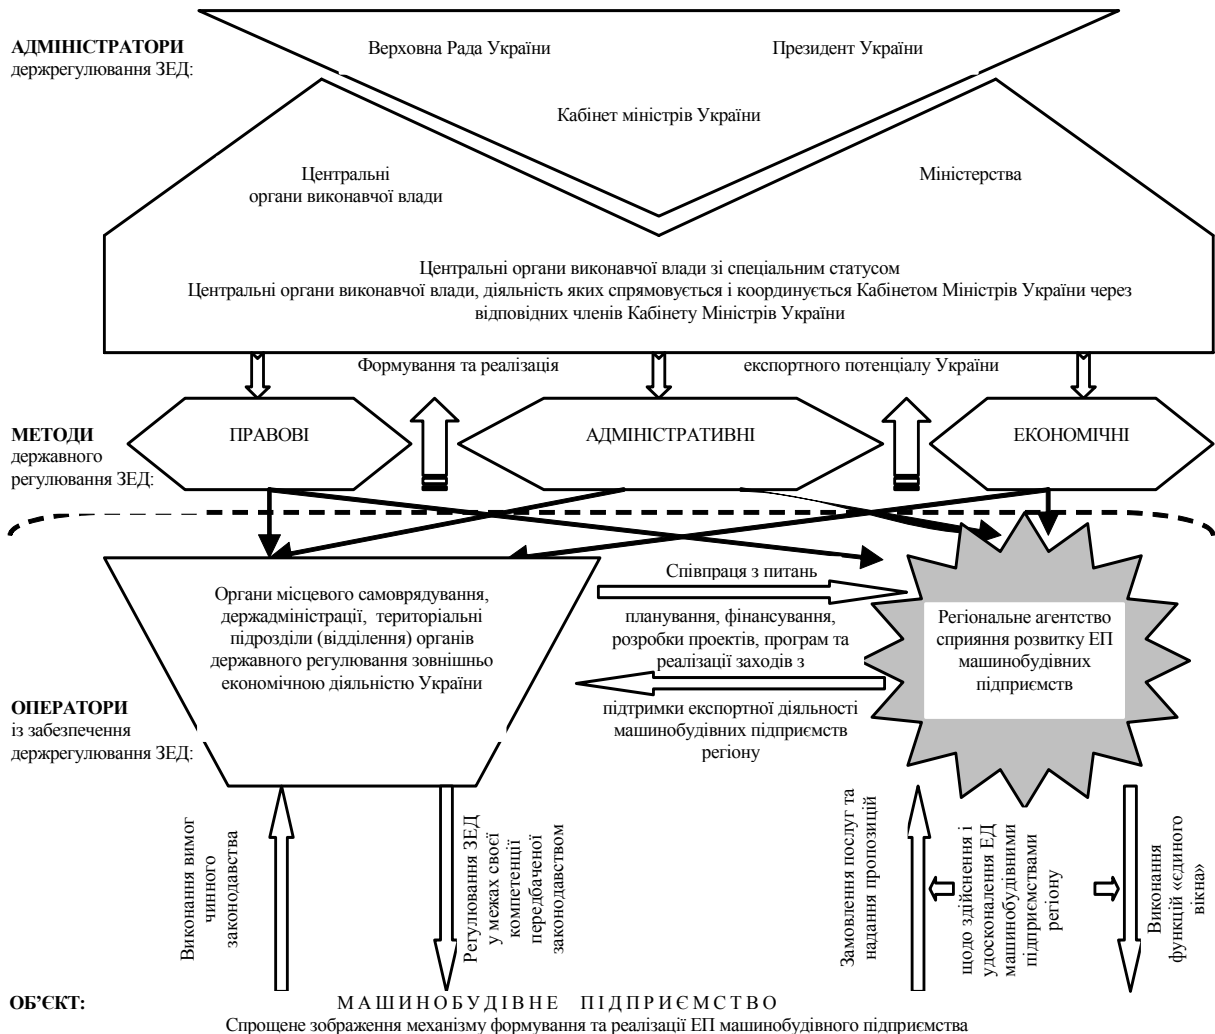 АДМІНІСТРАТОРИ
держрегулювання ЗЕД:
Верховна Рада України
Президент України
Кабінет міністрів України
Центральні
органи виконавчої влади
Міністерства
Центральні органи виконавчої влади зі спеціальним статусом
Центральні органи виконавчої влади, діяльність яких спрямовується і координується Кабінетом Міністрів України через
відповідних членів Кабінету Міністрів України
Формування та реалізація
експортного потенціалу України
МЕТОДИ
державного
регулювання ЗЕД:
ПРАВОВІ
АДМІНІСТРАТИВНІ
ЕКОНОМІЧНІ
ОПЕРАТОРИ
із забезпечення
держрегулювання ЗЕД:
Органи місцевого самоврядування,
держадміністрації, територіальні
підрозділи (відділення) органів
державного регулювання зовнішньо
економічною діяльністю України
Співпраця з питань
планування, фінансування,
розробки проектів, програм та
реалізації заходів з
підтримки експортної діяльності
машинобудівних підприємств
регіону
Регіональне агентство
сприяння розвитку ЕП
машинобудівних
підприємств
Виконання вимог
чинного
законодавства
Регулювання ЗЕД
у межах своєї
компетенції
передбаченої
законодавством
Замовлення послуг та
надання пропозицій
щодо здійснення і
удосконалення ЕД
машинобудівними
підприємствами
регіону
Виконання
функцій «єдиного
вікна»
ОБ’ЄКТ:
МАШИНОБУДІВНЕ ПІДПРИЄМСТВО
Спрощене зображення механізму формування та реалізації ЕП машинобудівного підприємства